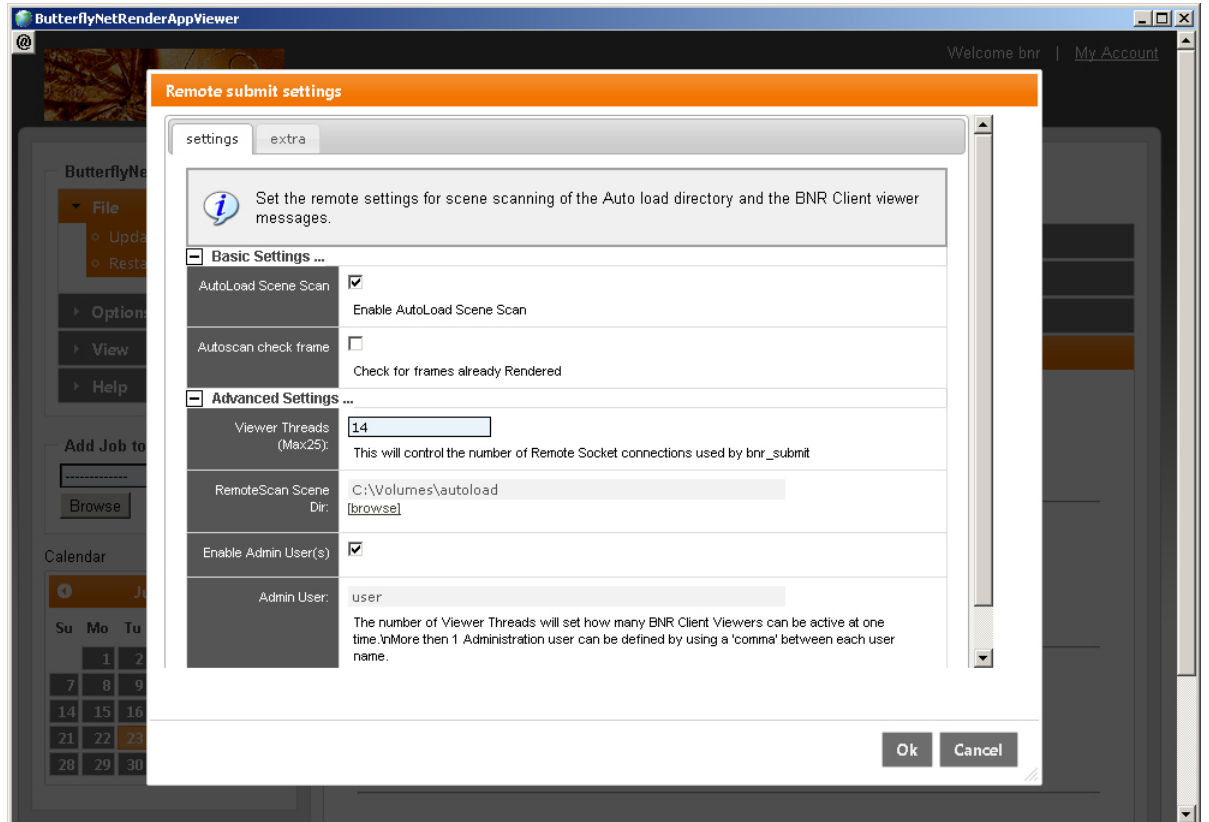 ButterflyNetRenderAppViewer
@
Welcome bnr | My Account
Remote submit settings
settings
extra
Set the remote settings for scene scanning of the Auto load directory and the BNR Client viewer
messages.
Basic Settings ...
AutoLoad Scene Scan
Enable AutoLoad Scene Scan
Autoscan check frame
Check for frames already Rendered
Advanced Settings ...
Viewer Threads
(Max25):
14
This will control the number of Remote Socket connections used by bnr_submit
RemoteScan Scene
Dir:
C:\Volumes\autoload
[browse]
Enable Admin User(s)
Admin User:
user
The number of Viewer Threads will set how many BNR Client Viewers can be active at one
time.\nMore then 1 Administration user can be defined by using a 'comma' between each user
name.
Ok
Cancel
File
View
Help
Add Job to
-------------
Browse
Calendar
Su Mo Tu
1 2
7 8 9
14 15 16
21 22 23
28 29 30